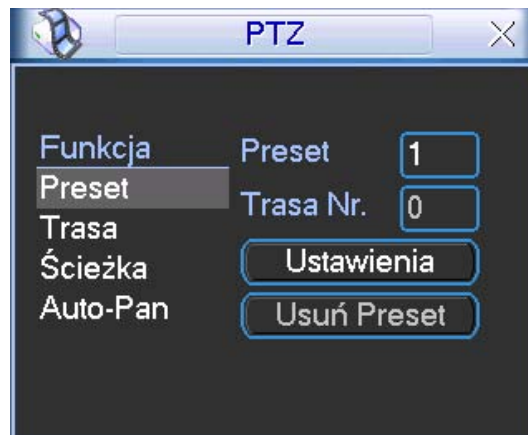 PTZ
Funkcja
Preset
Trasa
Ścieżka
Auto-Pan
Preset 1
Trasa Nr. 0
Ustawienia
Usuń Preset